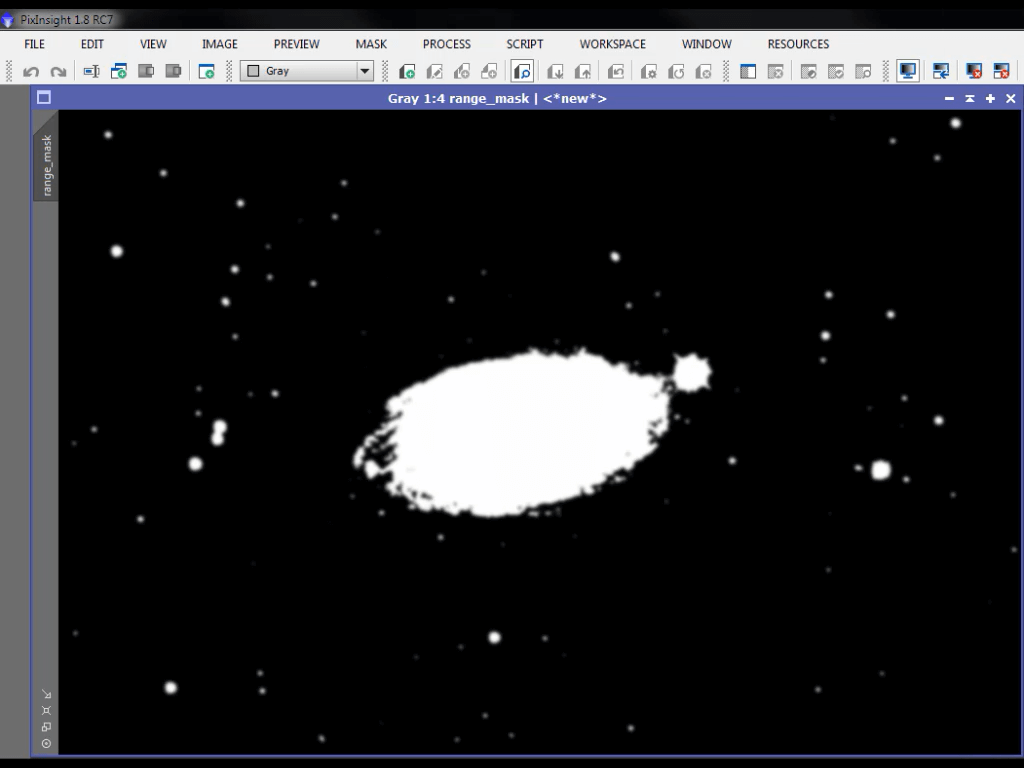 PixInsight 1.8 RC7
FILE EDIT VIEW IMAGE PREVIEW MASK PROCESS SCRIPT WORKSPACE WINDOW RESOURCES
Gray
Gray 1:4 range_mask | <*new*>
range_mask